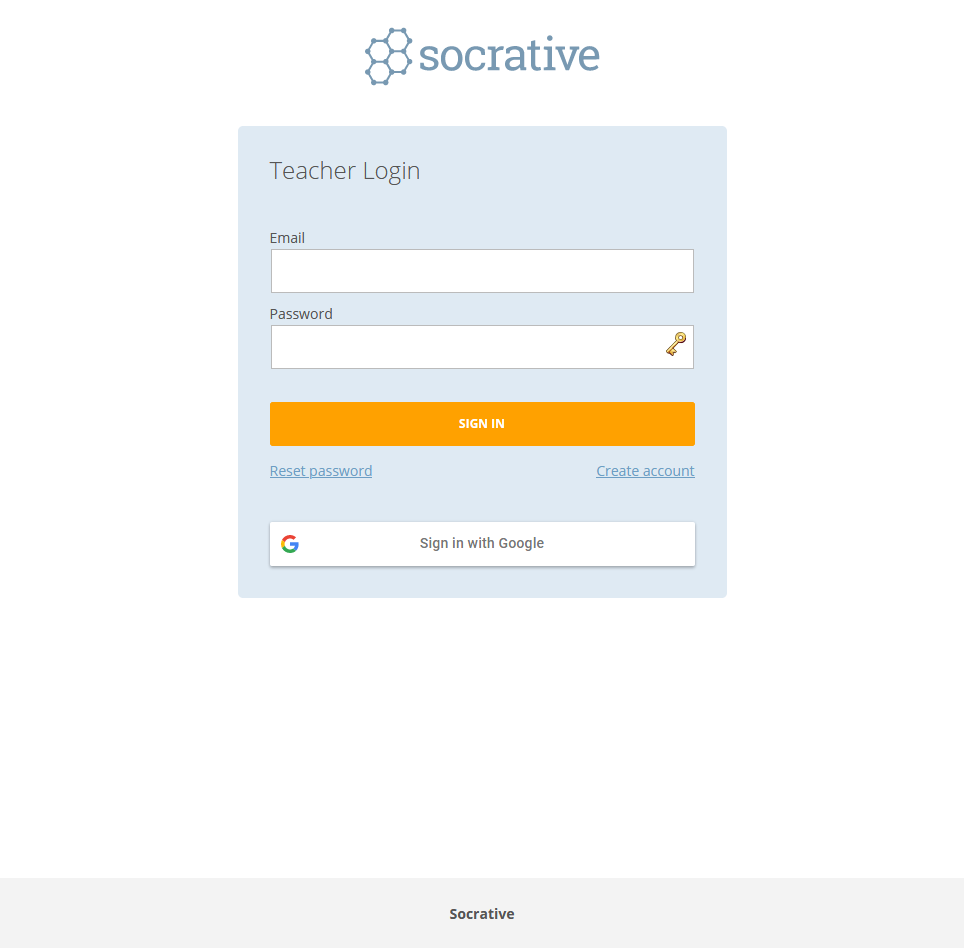 socrative
Teacher Login
Email
Password
SIGN IN
Reset password
Create account
Sign in with Google
Socrative